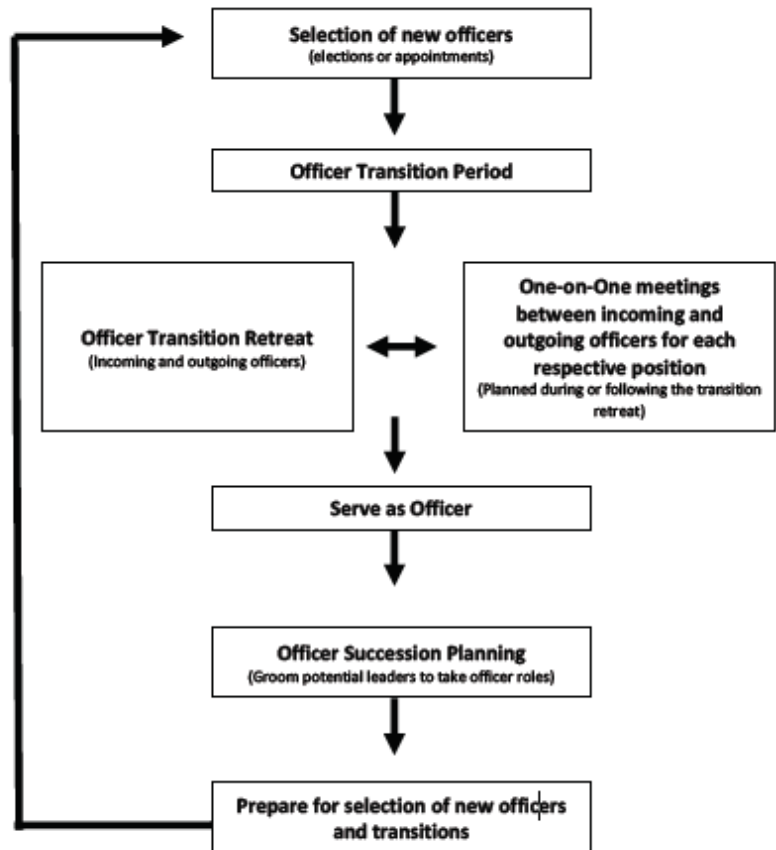 Selection of new officers
(elections or appointments)
Officer Transition Period
Officer Transition Retreat
(Incoming and outgoing officers)
One-on-One meetings
between incoming and
outgoing officers for each
respective position
(Planned during or following the transition
retreat)
Serve as Officer
Officer Succession Planning
(Groom potential leaders to take officer roles)
Prepare for selection of new officers
and transitions